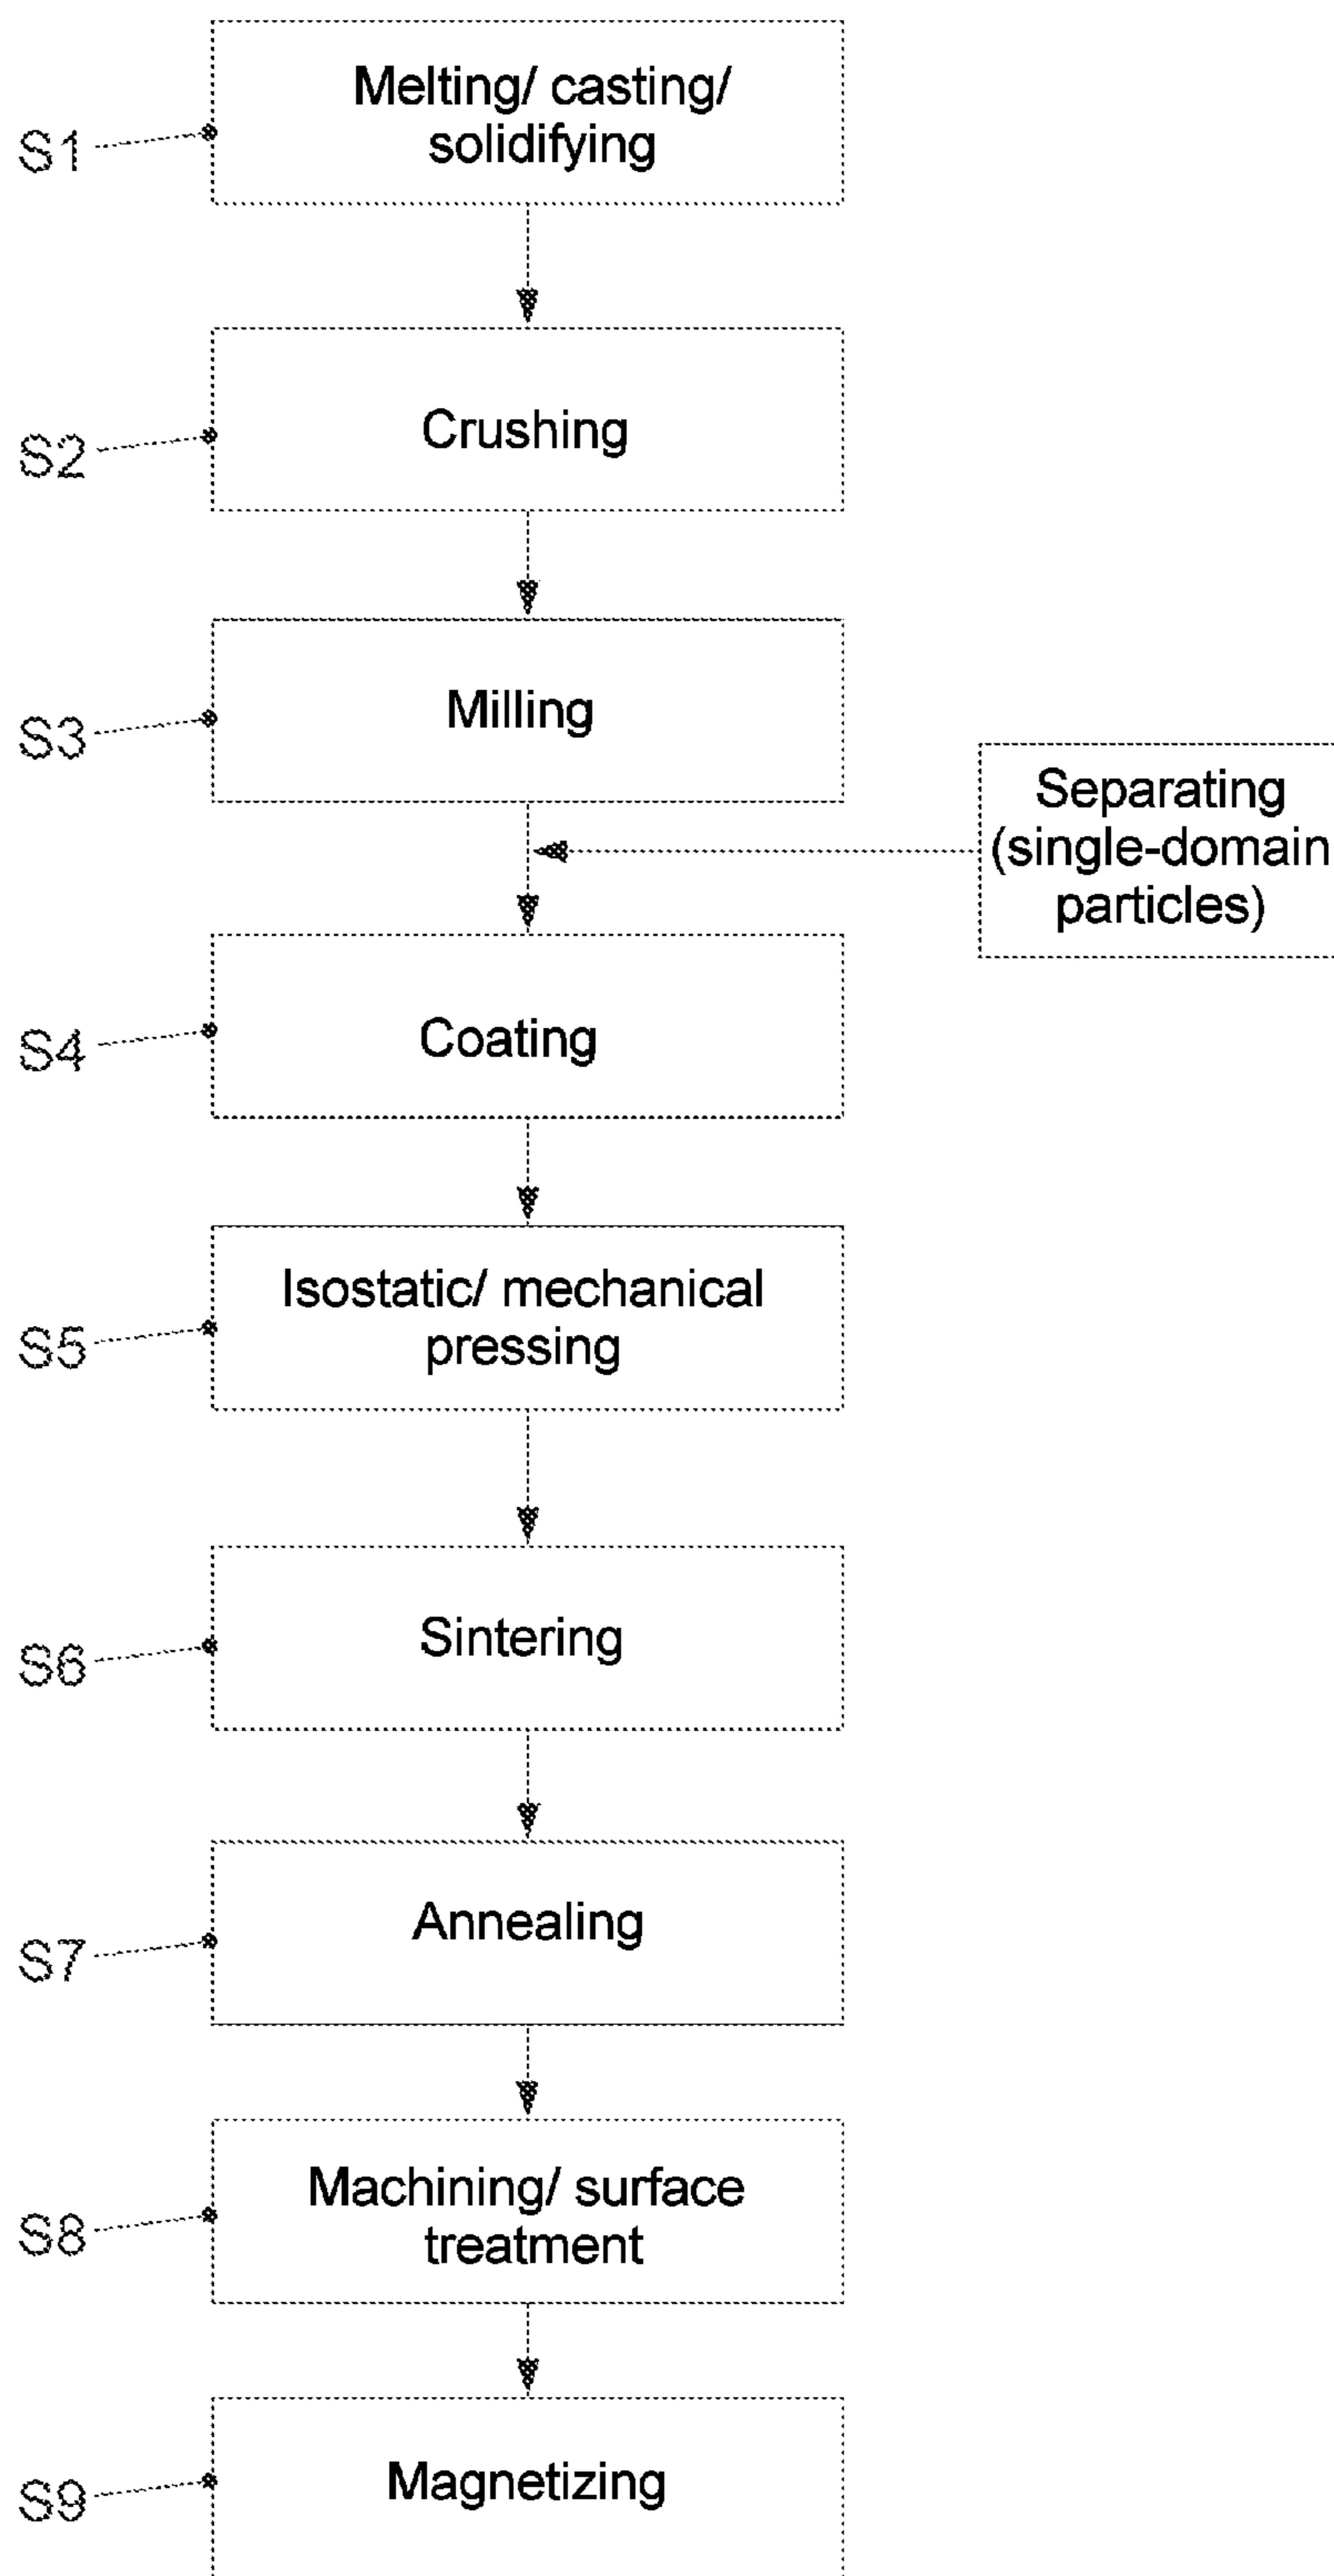 Melting/ casting/
solidifying
S1
Crushing
S2
Milling
S3
Separating
(single-domain
particles)
Coating
S4
Isostatic/ mechanical
pressing
S5
Sintering
S6
Annealing
S7
Machining/ surface
treatment
S8
Magnetizing
S9